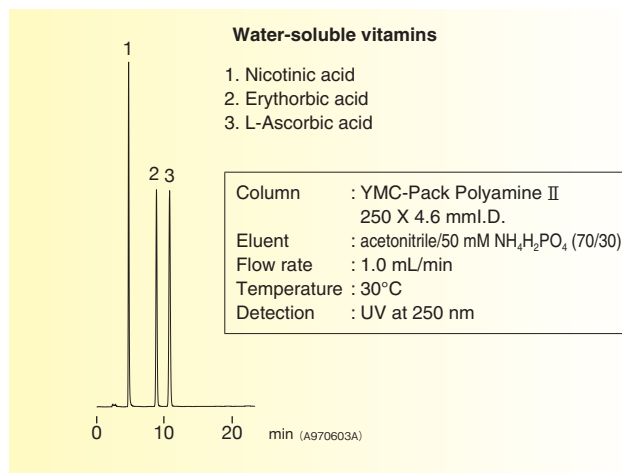 Water-soluble vitamins
1. Nicotinic acid
2. Erythorbic acid
3. L-Ascorbic acid
1
2 3
Column : YMC-Pack Polyamine Ⅱ
250 X 4.6 mmI.D.
Eluent : acetonitrile/50 mM NH₄H₂PO₄ (70/30)
Flow rate : 1.0 mL/min
Temperature : 30°C
Detection : UV at 250 nm
0 10 20 min (A970603A)